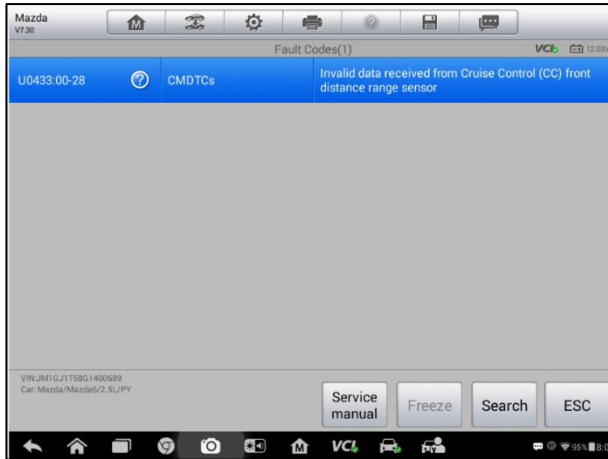 Mazda
V7.30
Fault Codes(1)
VCI
12.03V
U0433:00-28
CMDTCs
Invalid data received from Cruise Control (CC) front
distance range sensor
VIN:JM1GJ1T58G1400689
Car: Mazda/Mazda6/2.5L/PY
Service
manual
Freeze
Search
ESC
VCI
95%